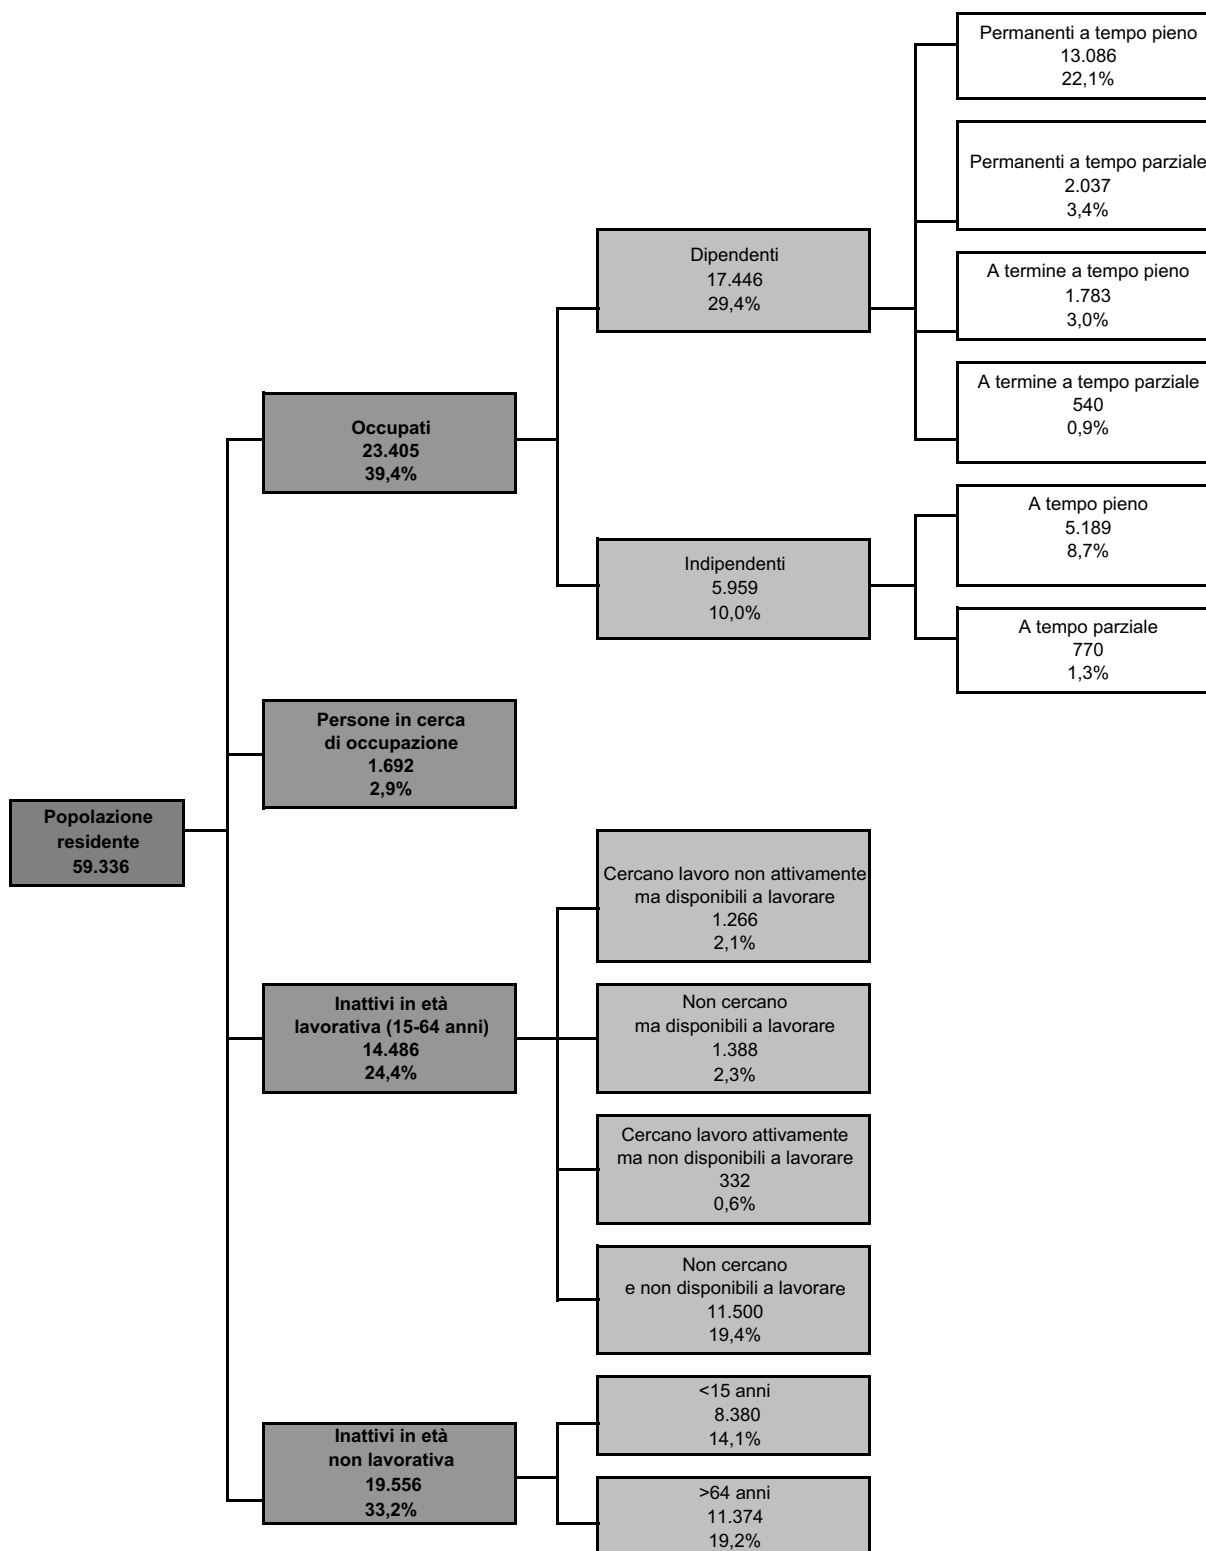 Permanenti a tempo pieno
13.086
22,1%
Permanenti a tempo parziale
2.037
3,4%
Dipendenti
17.446
29,4%
A termine a tempo pieno
1.783
3,0%
A termine a tempo parziale
540
0,9%
Occupati
23.405
39,4%
A tempo pieno
5.189
8,7%
Indipendenti
5.959
10,0%
A tempo parziale
770
1,3%
Persone in cerca
di occupazione
1.692
2,9%
Popolazione
residente
59.336
Cercano lavoro non attivamente
ma disponibili a lavorare
1.266
2,1%
Inattivi in età
lavorativa (15-64 anni)
14.486
24,4%
Non cercano
ma disponibili a lavorare
1.388
2,3%
Cercano lavoro attivamente
ma non disponibili a lavorare
332
0,6%
Non cercano
e non disponibili a lavorare
11.500
19,4%
<15 anni
8.380
14,1%
Inattivi in età
non lavorativa
19.556
33,2%
>64 anni
11.374
19,2%